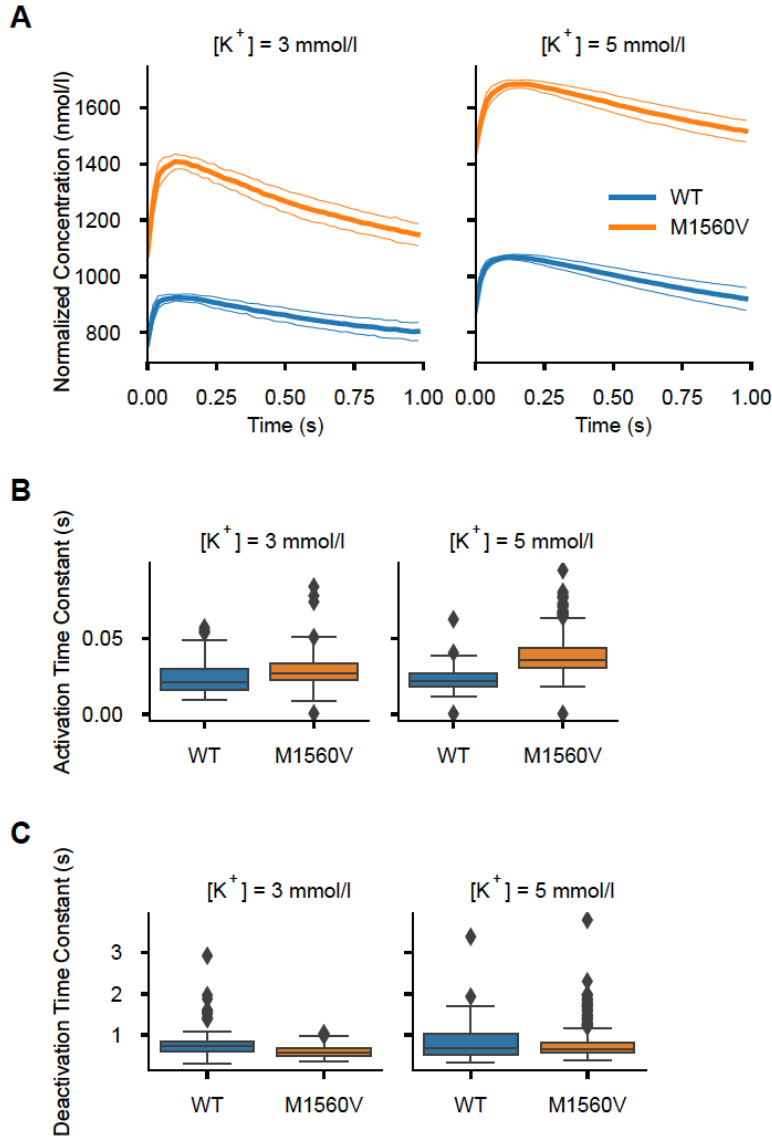 A
[K+] = 3 mmol/l
[K+] = 5 mmol/l
Normalized Concentration (nmol/l)
1600
1400
1200
1000
800
WT
M1560V
0.00 0.25 0.50 0.75 1.00
0.00 0.25 0.50 0.75 1.00
Time (s)
Time (s)
B
[K+] = 3 mmol/l
[K+] = 5 mmol/l
Activation Time Constant (s)
0.05
0.00
WT M1560V
WT M1560V
C
[K+] = 3 mmol/l
[K+] = 5 mmol/l
Deactivation Time Constant (s)
3
2
1
WT M1560V
WT M1560V